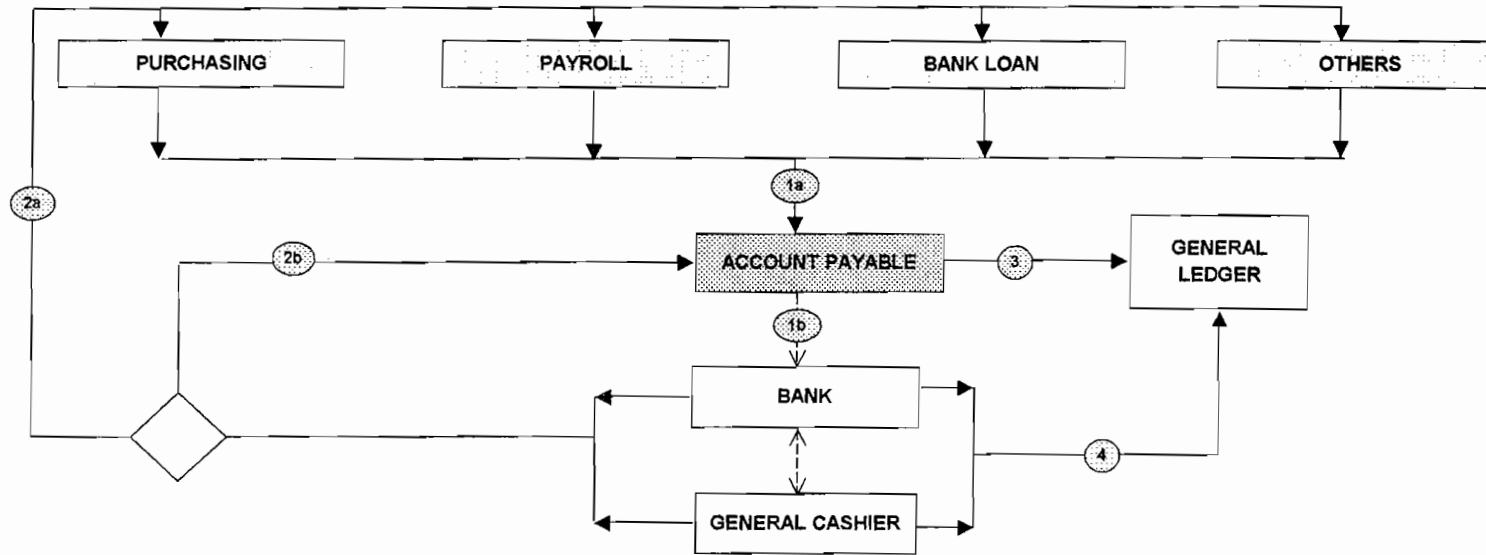 PURCHASING
PAYROLL
BANK LOAN
OTHERS
1a
2a
2b
ACCOUNT PAYABLE
3
GENERAL
LEDGER
1b
BANK
4
GENERAL CASHIER